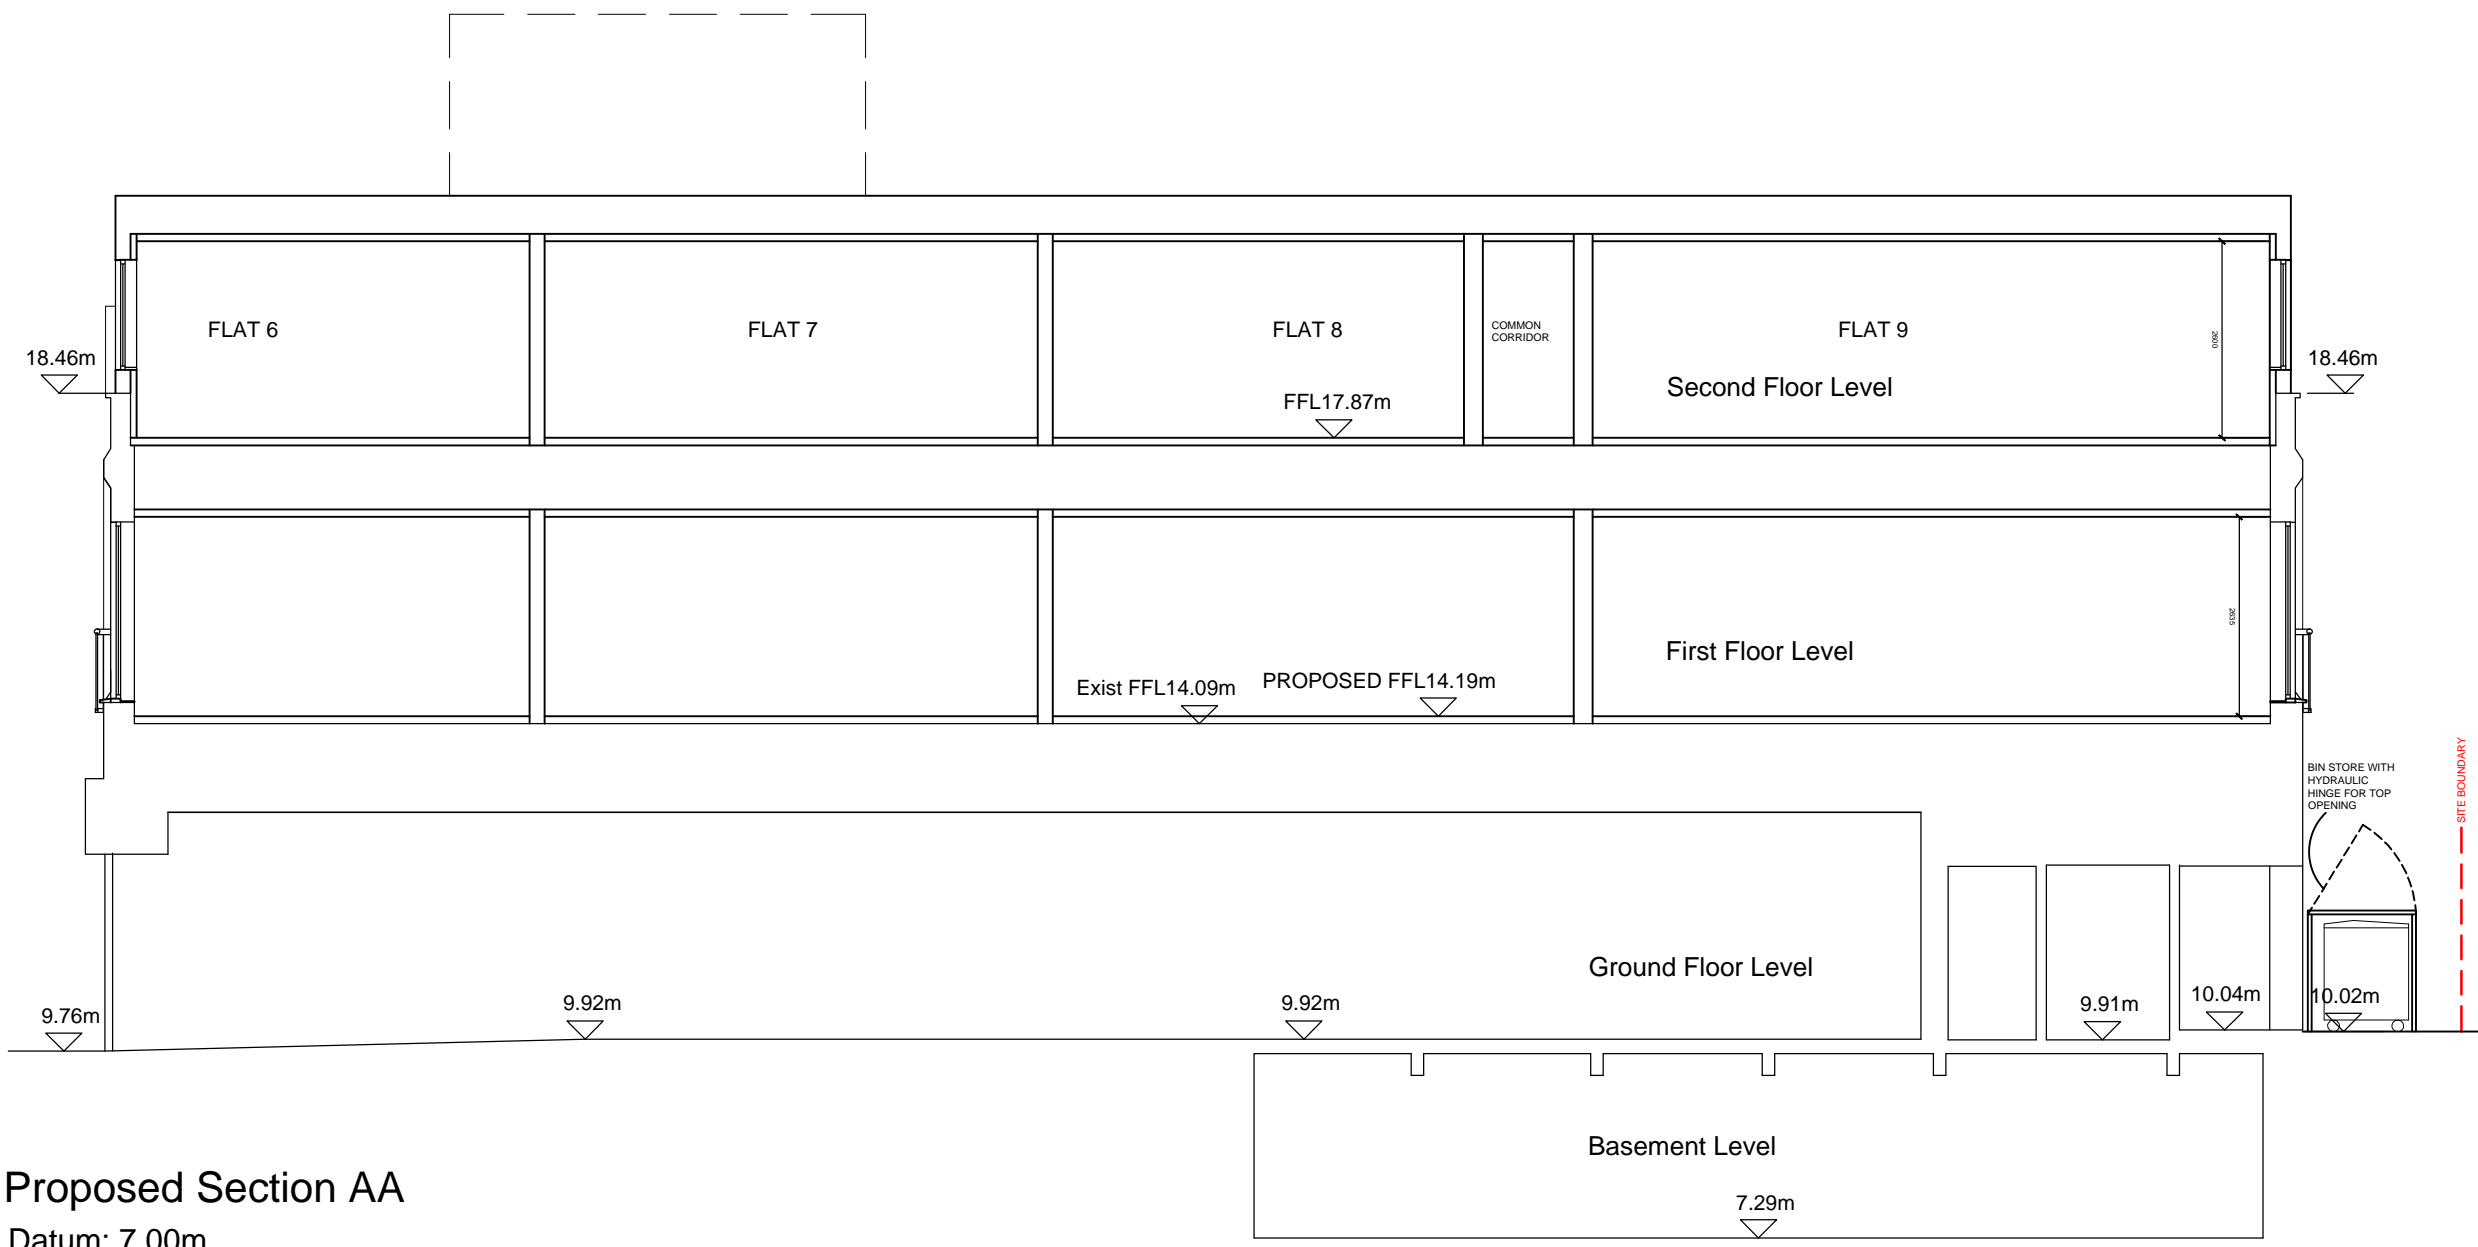 FLAT 6
FLAT 7
FLAT 8
COMMON
CORRIDOR
FLAT 9
2600
18.46m
18.46m
Second Floor Level
FFL17.87m
2635
First Floor Level
Exist FFL14.09m
PROPOSED FFL14.19m
SITE BOUNDARY
BIN STORE WITH
HYDRAULIC
HINGE FOR TOP
OPENING
Ground Floor Level
9.76m
9.92m
9.92m
9.91m
10.04m
10.02m
Basement Level
7.29m
Proposed Section AA
Datum: 7.00m